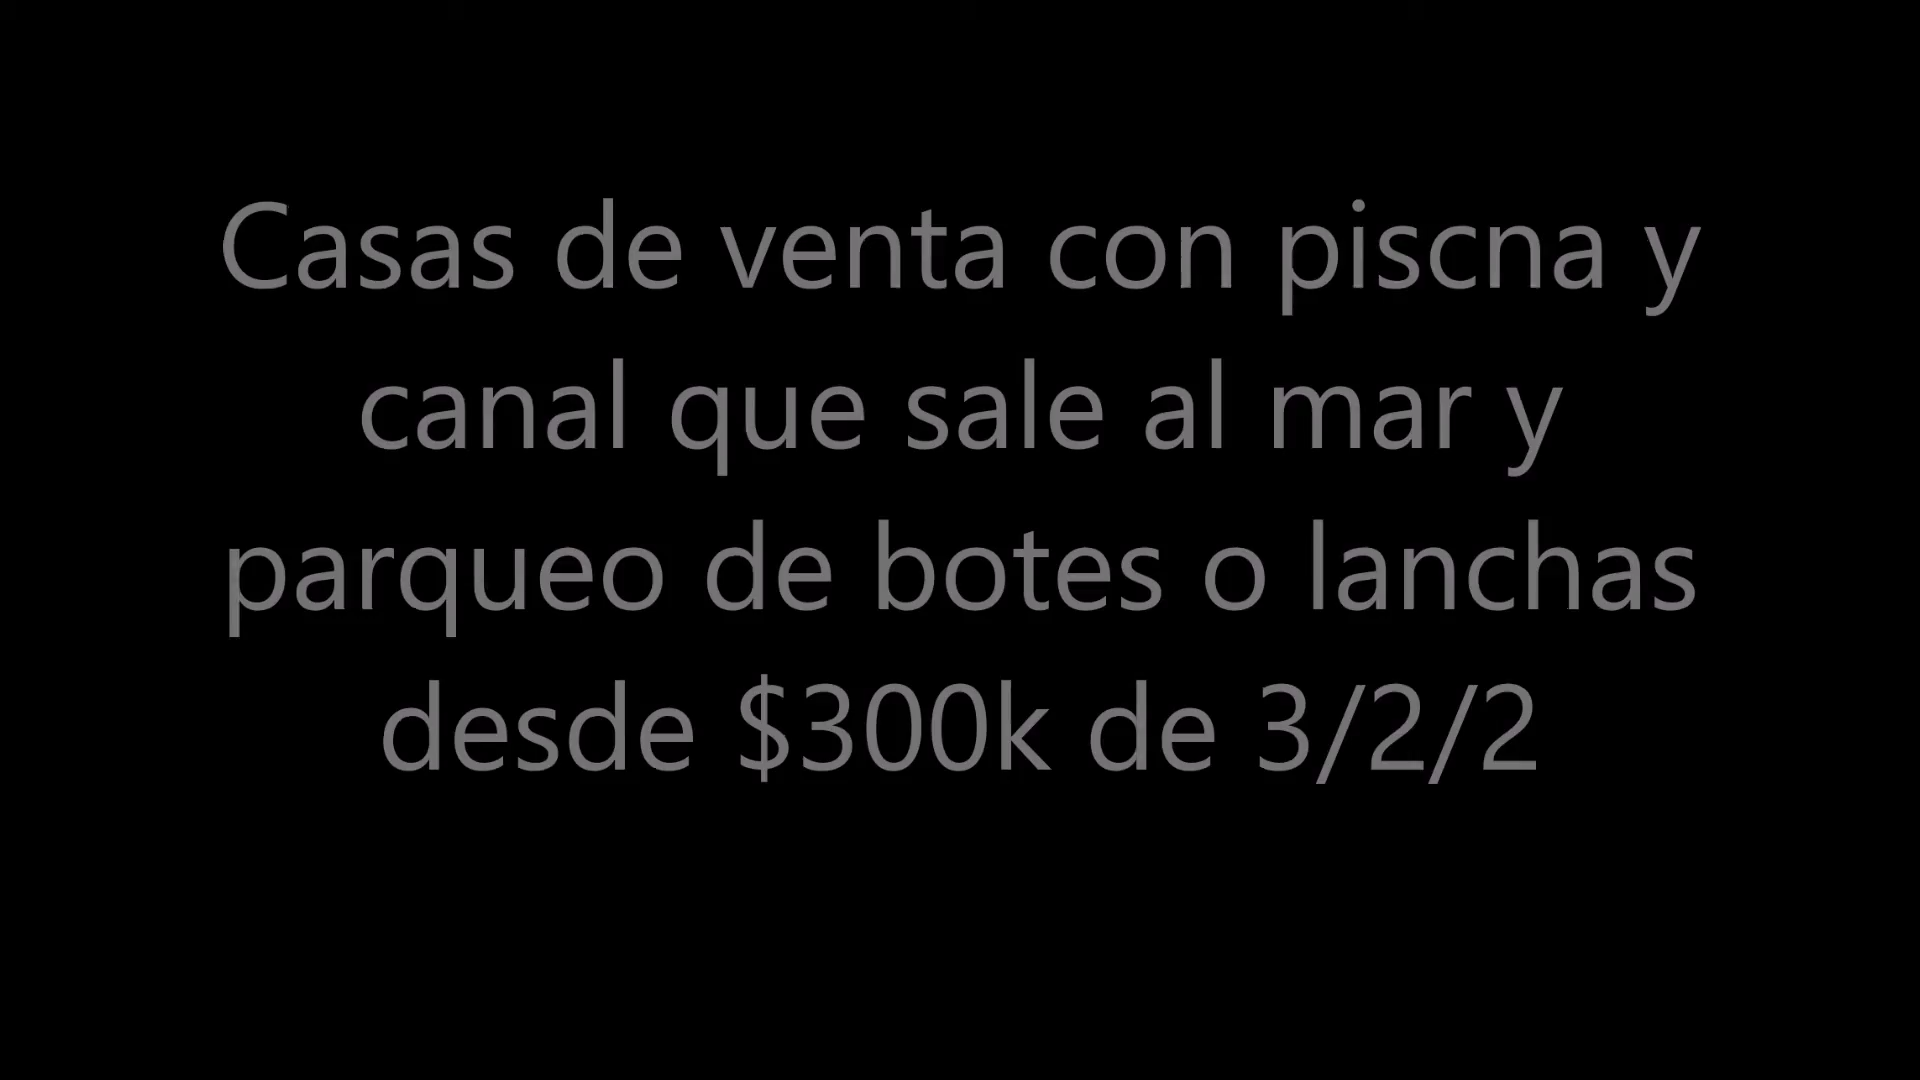 Casas de venta con piscna y
canal que sale al mar y
parqueo de botes o lanchas
desde $300k de 3/2/2